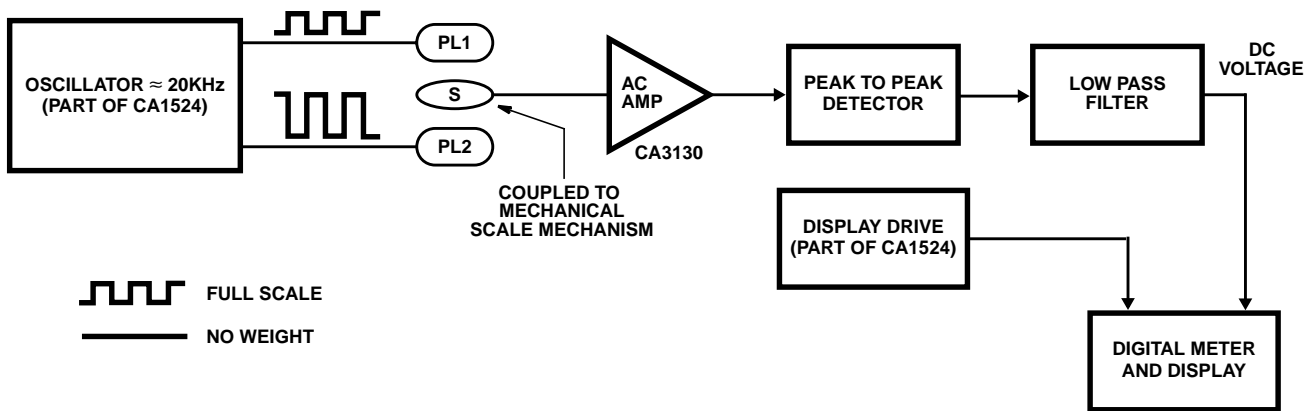 OSCILLATOR ≈ 20KHz
(PART OF CA1524)
PL1
S
PL2
COUPLED TO
MECHANICAL
SCALE MECHANISM
AC
AMP
CA3130
PEAK TO PEAK
DETECTOR
LOW PASS
FILTER
DC
VOLTAGE
DISPLAY DRIVE
(PART OF CA1524)
DIGITAL METER
AND DISPLAY
FULL SCALE
NO WEIGHT